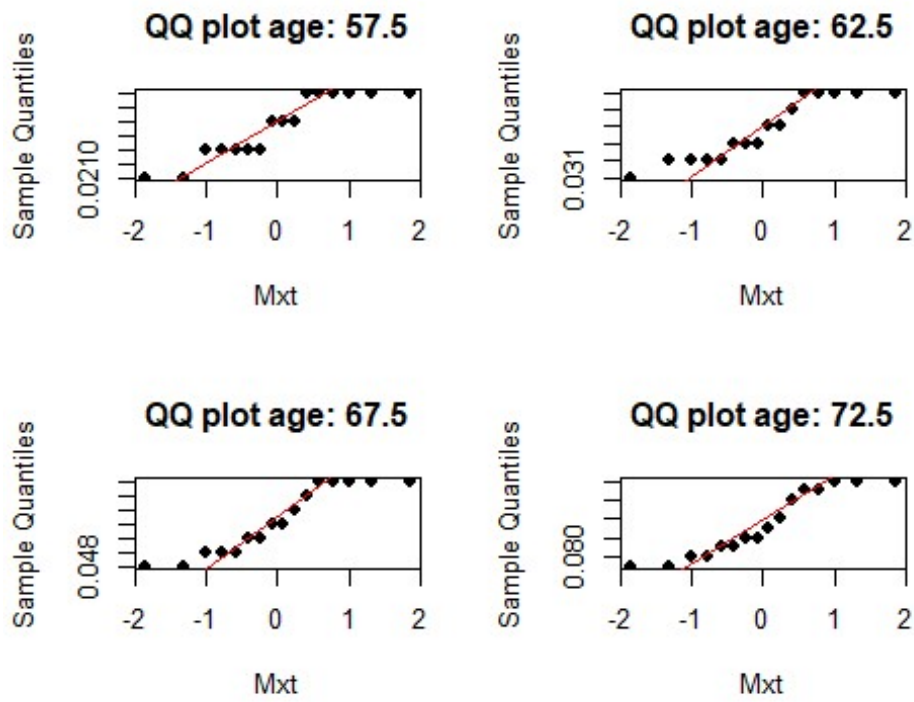 QQ plot age: 57.5
Sample Quantiles
0.0210
-2 -1 0 1 2
Mxt
QQ plot age: 62.5
Sample Quantiles
0.031
-2 -1 0 1 2
Mxt
QQ plot age: 67.5
Sample Quantiles
0.048
-2 -1 0 1 2
Mxt
QQ plot age: 72.5
Sample Quantiles
0.080
-2 -1 0 1 2
Mxt